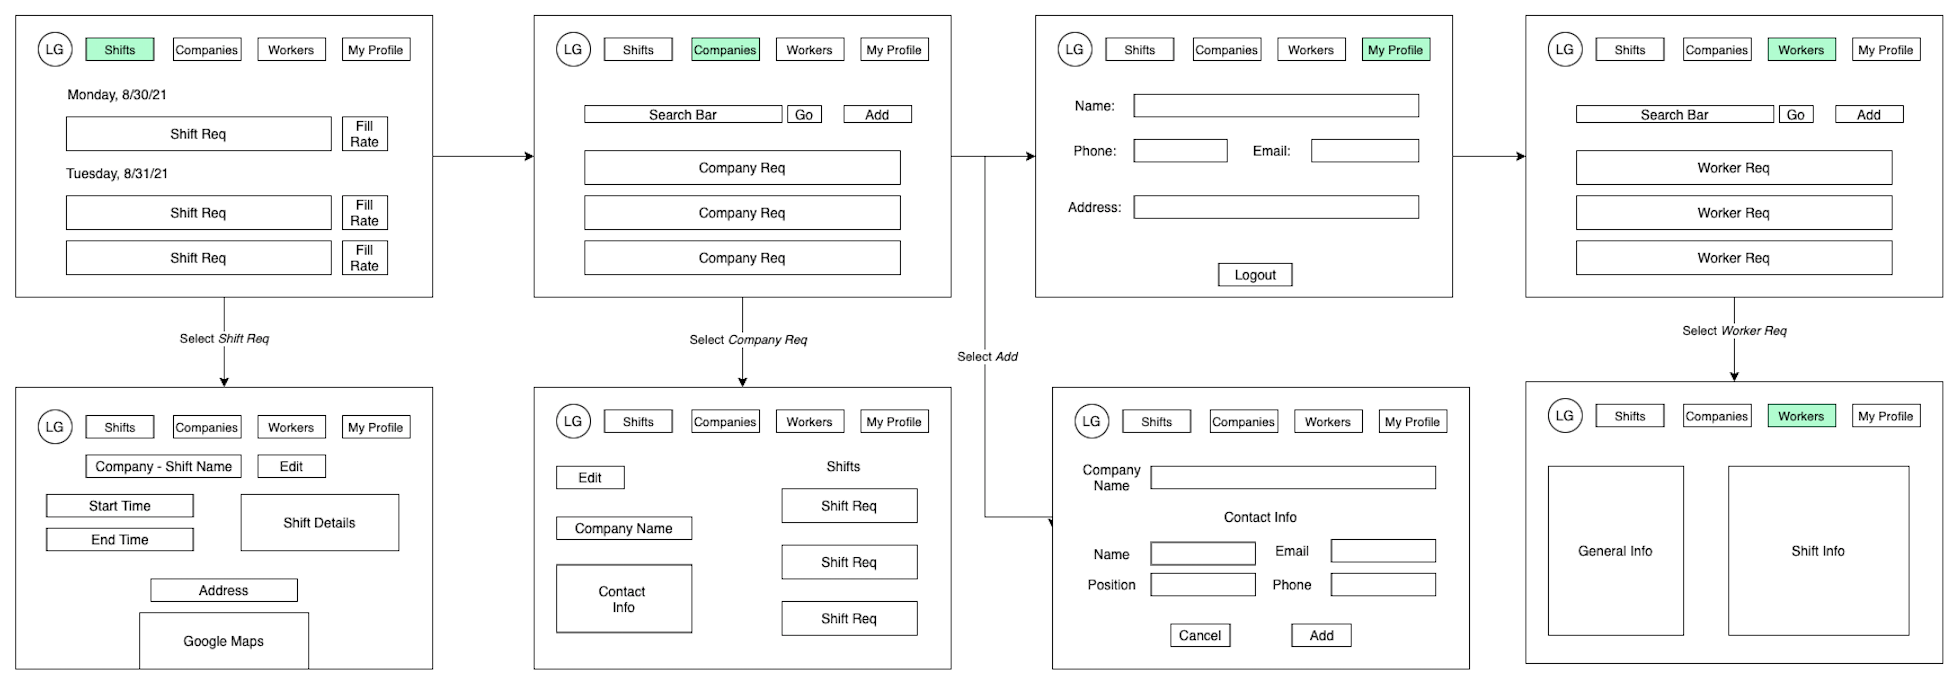 LG Shifts Companies Workers My Profile
Monday, 8/30/21
Shift Req
Fill
Rate
Tuesday, 8/31/21
Shift Req
Fill
Rate
Shift Req
Fill
Rate
LG Shifts Companies Workers My Profile
Search Bar Go Add
Company Req
Company Req
Company Req
LG Shifts Companies Workers My Profile
Name:
Phone: Email:
Address:
Logout
LG Shifts Companies Workers My Profile
Search Bar Go Add
Worker Req
Worker Req
Worker Req
Select Shift Req
Select Company Req
Select Add
Select Worker Req
LG Shifts Companies Workers My Profile
Company - Shift Name Edit
Start Time
Shift Details
End Time
Address
Google Maps
LG Shifts Companies Workers My Profile
Edit
Company Name
Contact
Info
Shifts
Shift Req
Shift Req
Shift Req
LG Shifts Companies Workers My Profile
Company
Name
Contact Info
Name Email
Position Phone
Cancel Add
LG Shifts Companies Workers My Profile
General Info Shift Info